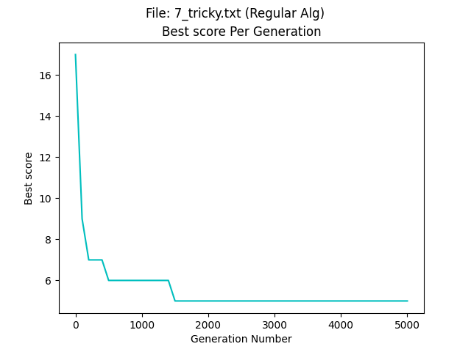 File: 7_tricky.txt (Regular Alg)
Best score Per Generation
16
14
12
10
8
6
Best score
0 1000 2000 3000 4000 5000
Generation Number